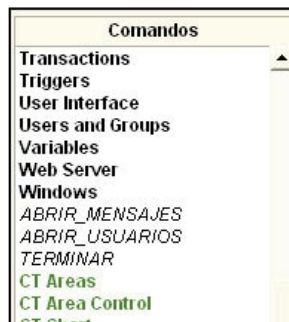 Comandos
Transactions
Triggers
User Interface
Users and Groups
Variables
Web Server
Windows
ABRIR_MENSAJES
ABRIR_USUARIOS
TERMINAR
CT Areas
CT Area Control